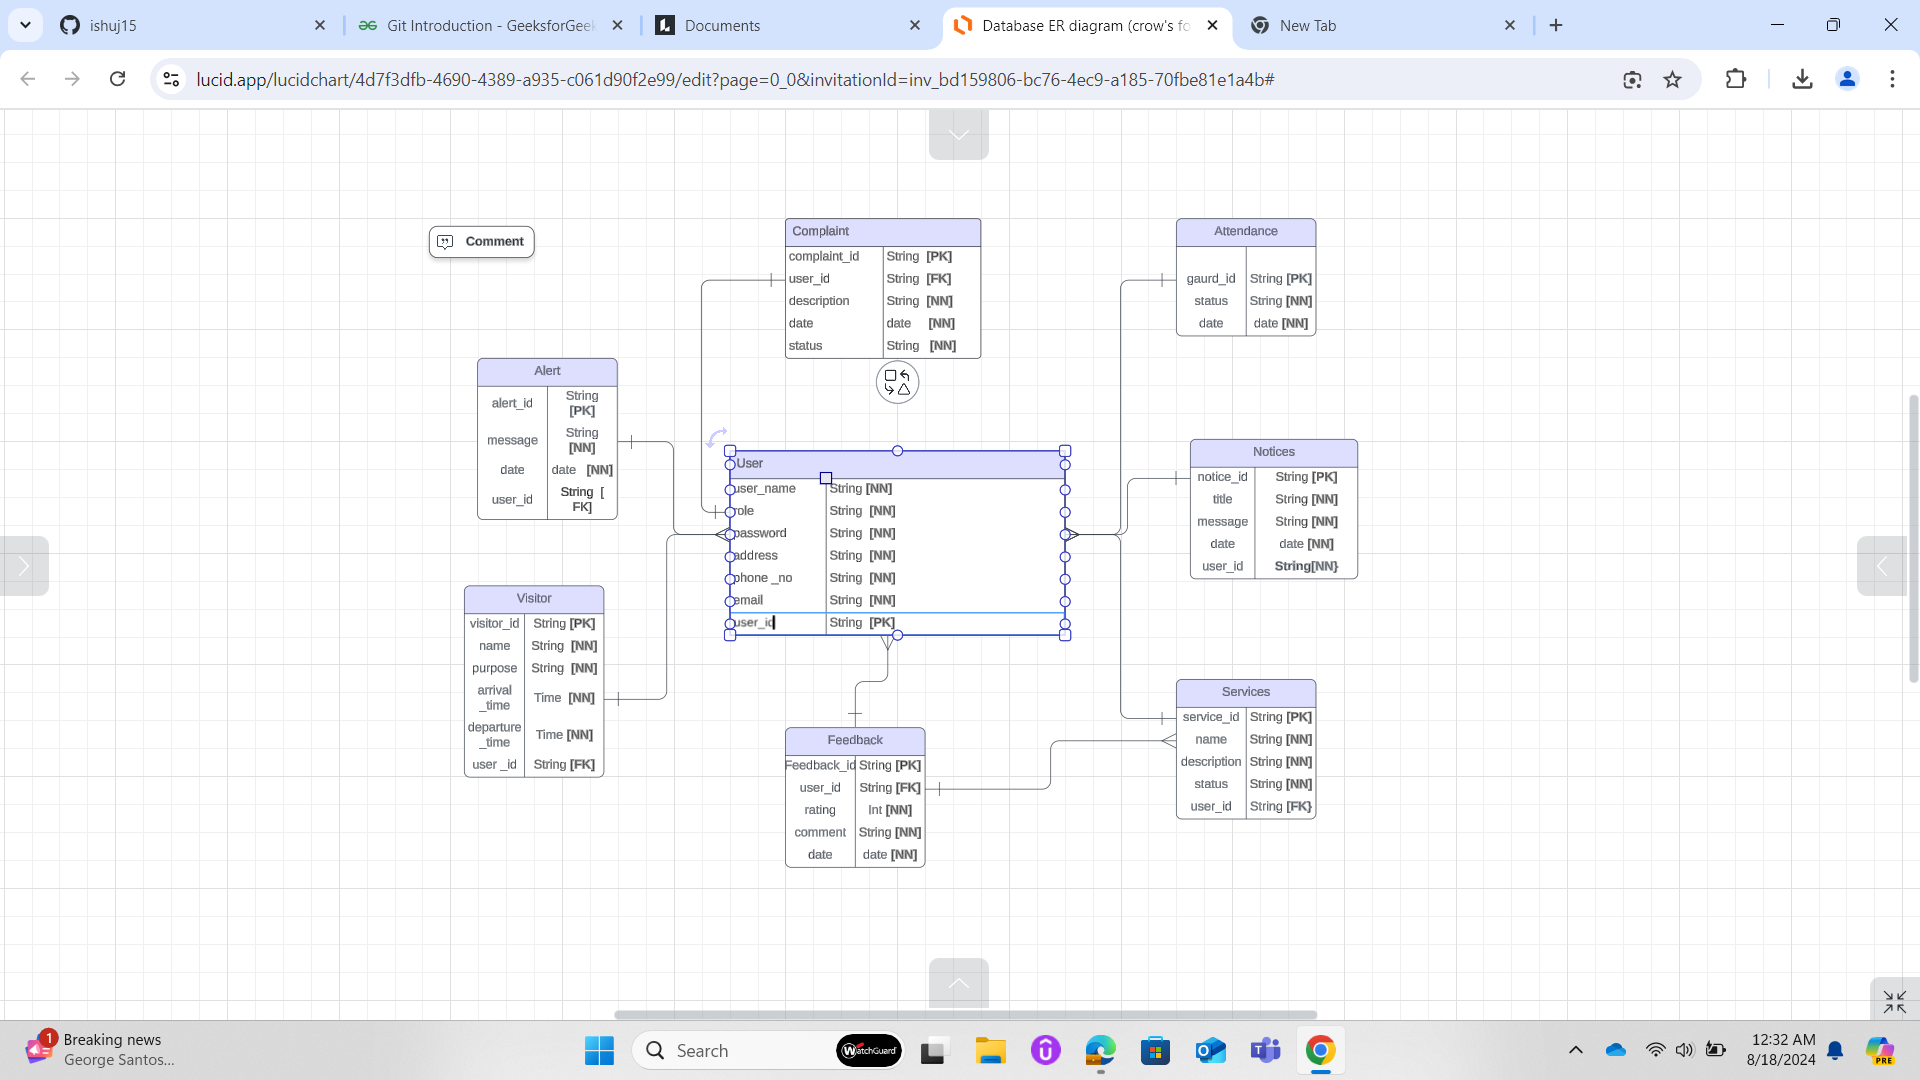 ishuj15
Git Introduction - GeeksforGeek
Documents
Database ER diagram (crow's fo
New Tab
lucid.app/lucidchart/4d7f3dfb-4690-4389-a935-c061d90f2e99/edit?page=0_0&invitationId=inv_bd159806-bc76-4ec9-a185-70fbe81e1a4b#
Comment
Complaint
complaint_id String [PK]
user_id String [FK]
description String [NN]
date date [NN]
status String [NN]
Attendance
gaurd_id String [PK]
status String [NN]
date date [NN]
Alert
alert_id String [PK]
message String [NN]
date date [NN]
user_id String [ FK]
User
user_name String [NN]
role String [NN]
password String [NN]
address String [NN]
phone _no String [NN]
email String [NN]
user_id String [PK]
Notices
notice_id String [PK]
title String [NN]
message String [NN]
date date [NN]
user_id String[NN}
Visitor
visitor_id String [PK]
name String [NN]
purpose String [NN]
arrival _time Time [NN]
departure _time Time [NN]
user _id String [FK]
Feedback
Feedback_id String [PK]
user_id String [FK]
rating Int [NN]
comment String [NN]
date date [NN]
Services
service_id String [PK]
name String [NN]
description String [NN]
status String [NN]
user_id String [FK}
1
Breaking news
George Santos...
Search
WatchGuard
PRE
12:32 AM
8/18/2024